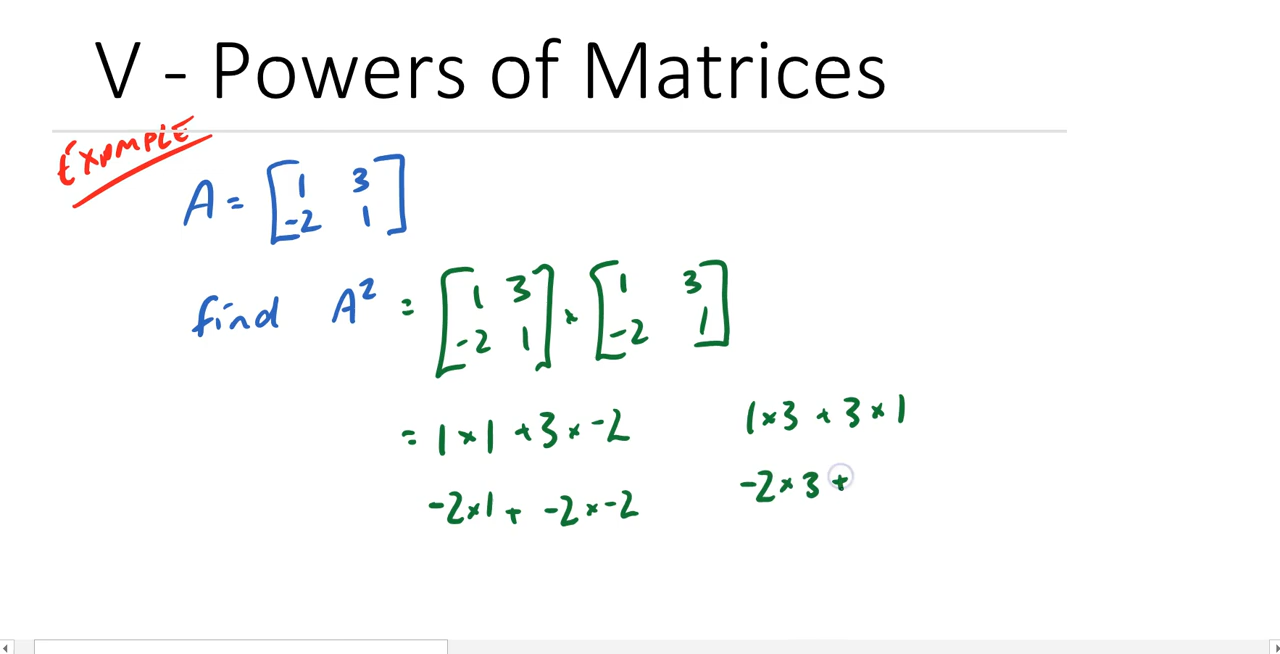 V - Powers of Matrices
EXAMPLE
A = [1 3
-2 1]
find A² = [1 3 × [1 3
-2 1] -2 1]
= 1×1 + 3×-2 1×3 + 3×1
-2×1 + -2×-2 -2×3 +